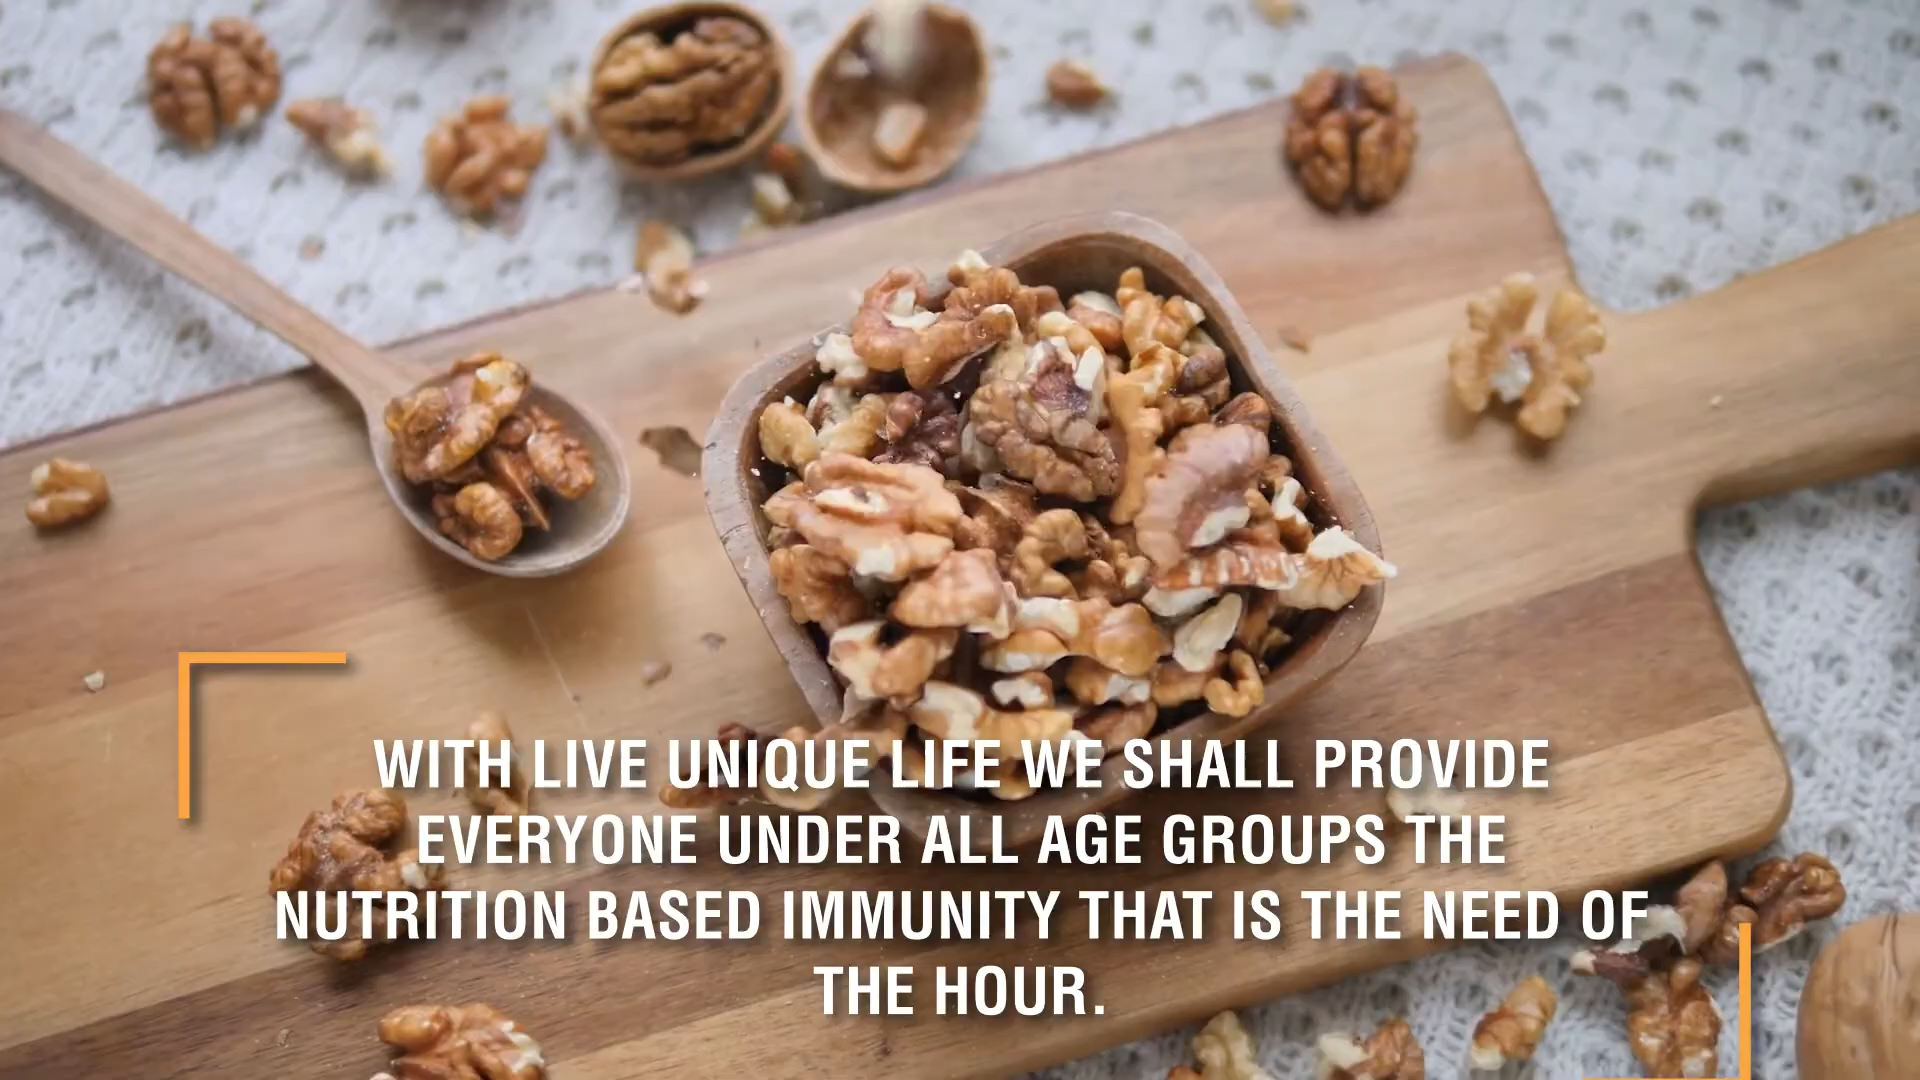 WITH LIVE UNIQUE LIFE WE SHALL PROVIDE
EVERYONE UNDER ALL AGE GROUPS THE
NUTRITION BASED IMMUNITY THAT IS THE NEED OF
THE HOUR.